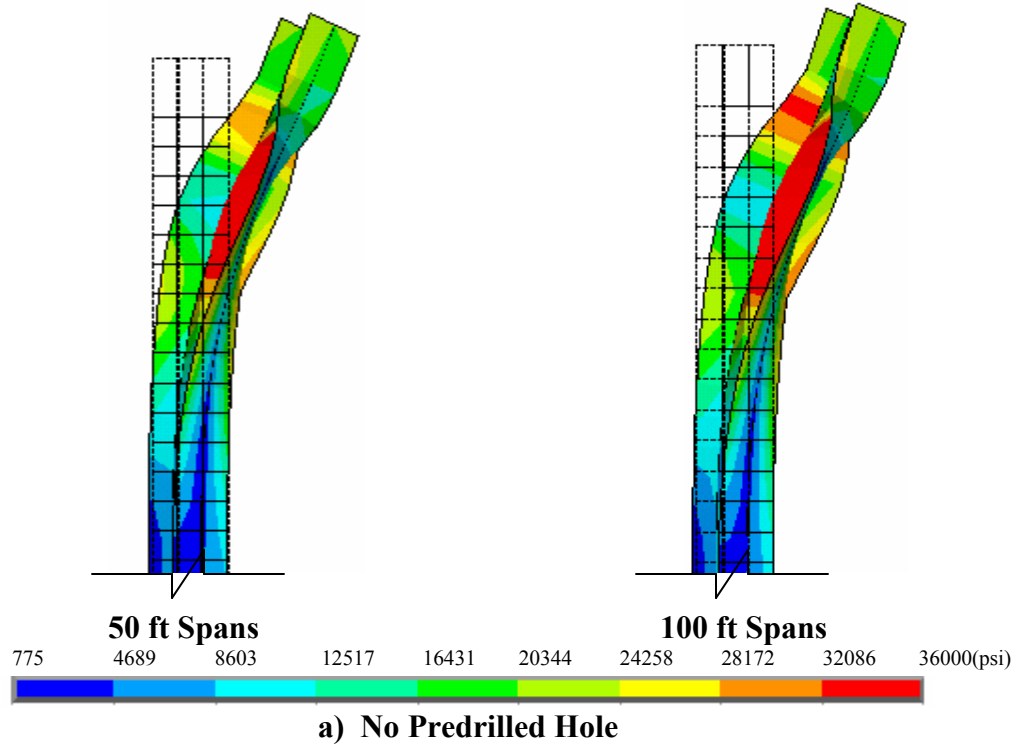 50 ft Spans 100 ft Spans
775 4689 8603 12517 16431 20344 24258 28172 32086 36000(psi)
a) No Predrilled Hole